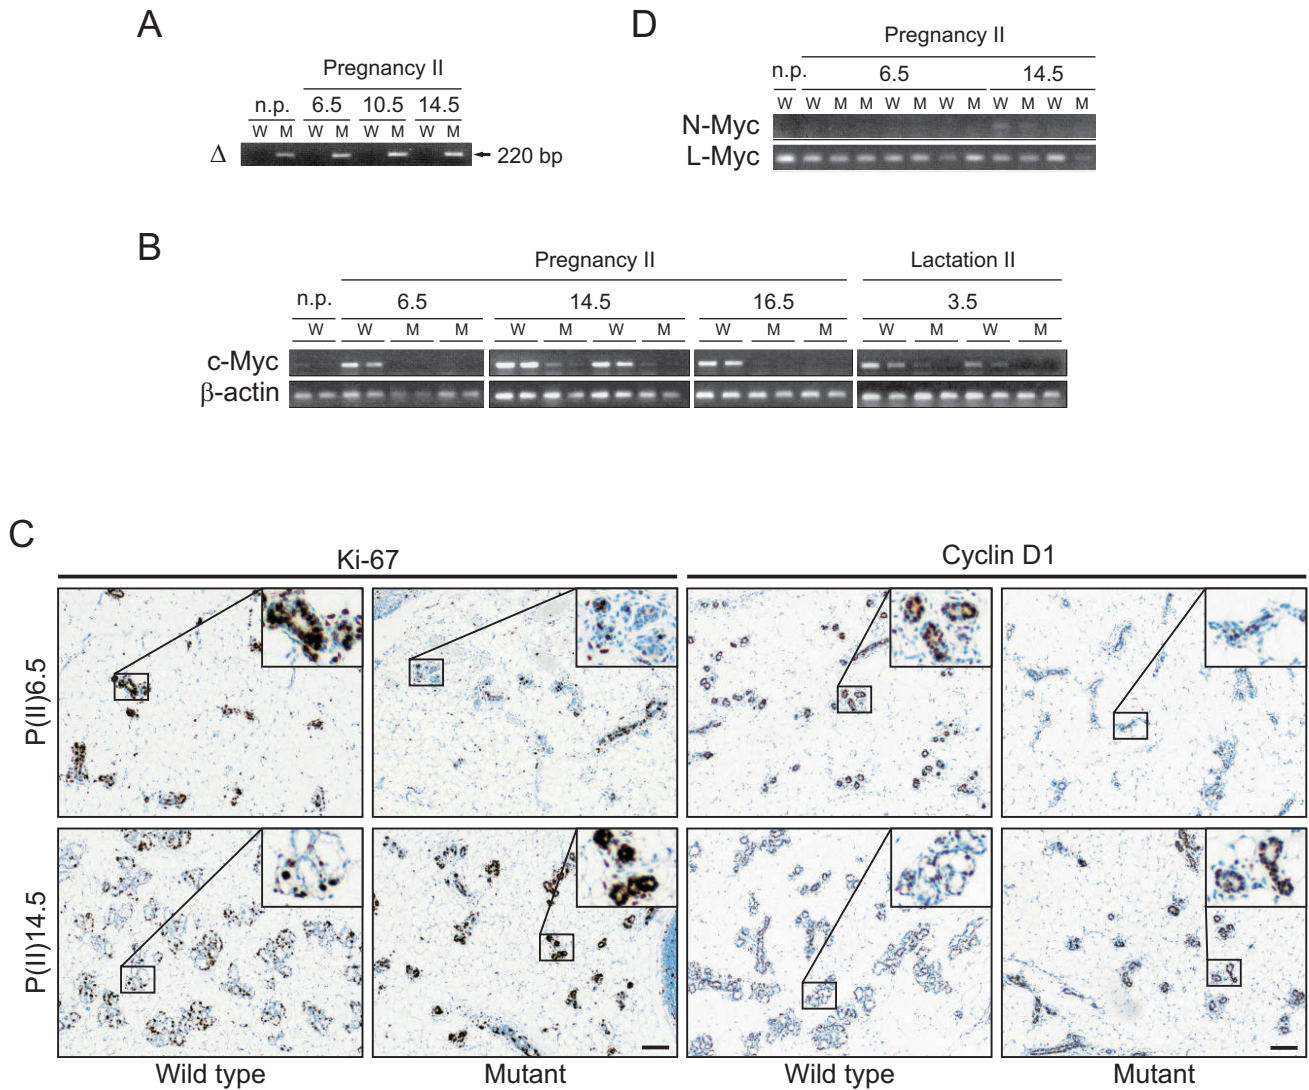 A
Pregnancy II
n.p. 6.5 10.5 14.5
W M W M W M W M
Δ 220 bp
D
Pregnancy II
n.p. 6.5 14.5
W W M M M W M W M W M
N-Myc
L-Myc
B
Pregnancy II Lactation II
n.p. 6.5 14.5 16.5 3.5
W W M M W M W M W M M W M W M
c-Myc
β-actin
C
Ki-67 Cyclin D1
P(II)6.5
P(II)14.5
Wild type Mutant Wild type Mutant